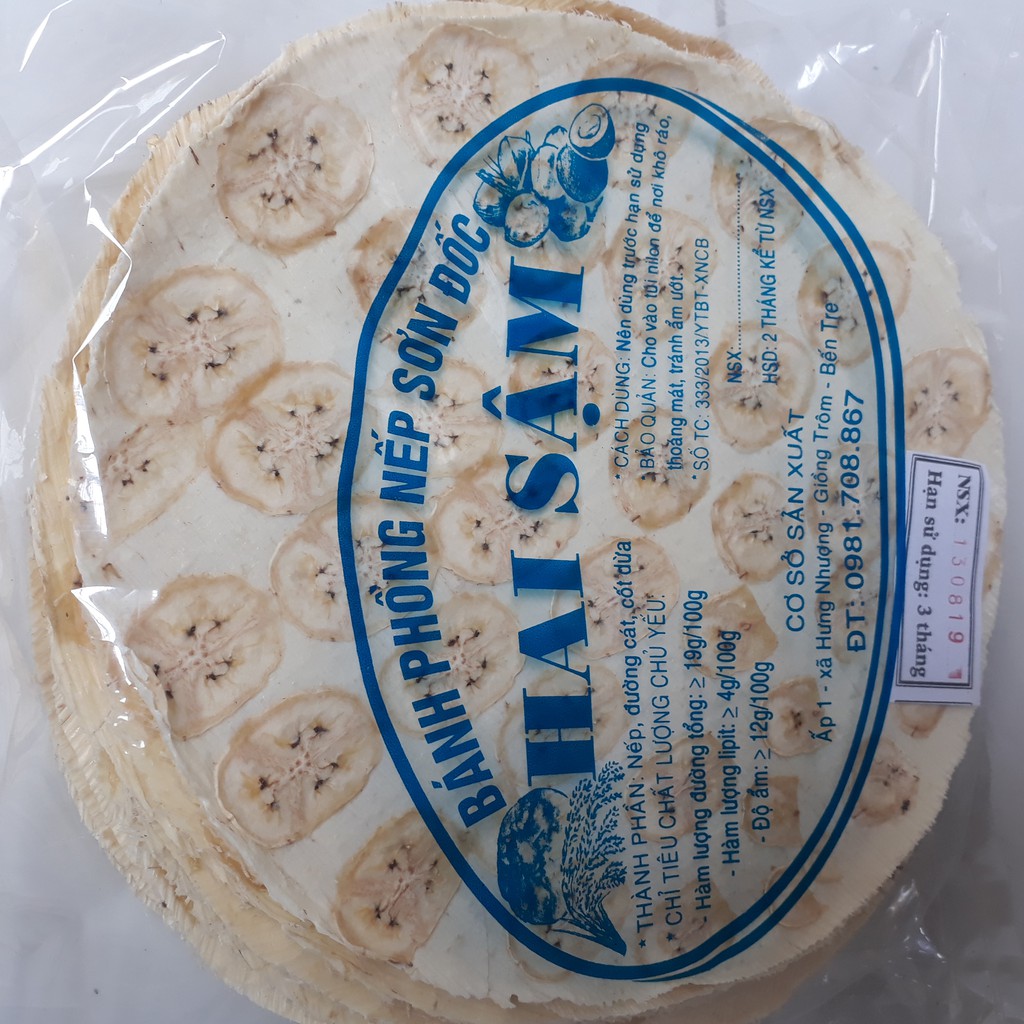 BÁNH PHỒNG NẾP SƠN ĐỐC
HAI SẬM
* THÀNH PHẦN: Nếp, đường cát, cốt dừa
* CHỈ TIÊU CHẤT LƯỢNG CHỦ YẾU:
- Hàm lượng đường tổng: ≥ 19g/100g
- Hàm lượng lipit: ≥ 4g/100g
- Độ ẩm: ≥ 12g/100g
* CÁCH DÙNG: Nên dùng trước hạn sử dụng
* BẢO QUẢN: Cho vào túi nilon để nơi khô ráo,
thoáng mát, tránh ẩm ướt.
* SỐ TC: 333/2013/YTBT-XNCB
NSX:
HSD: 2 THÁNG KỂ TỪ NSX
CƠ SỞ SẢN XUẤT
Ấp 1 - xã Hưng Nhượng - Giồng Trôm - Bến Tre
ĐT: 0981.708.867
NSX: 130819
Hạn sử dụng: 3 tháng